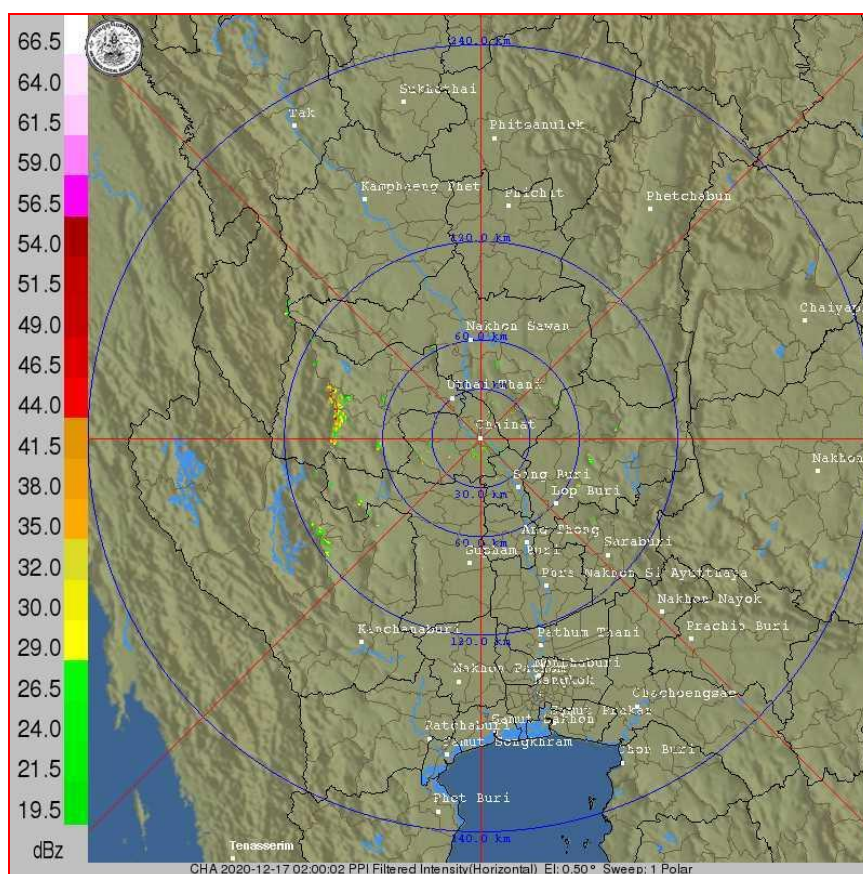 66.5
64.0
61.5
59.0
56.5
54.0
51.5
49.0
46.5
44.0
41.5
38.0
35.0
32.0
30.0
29.0
26.5
24.0
21.5
19.5
dBz
240.0 km
Sukhothai
Tak
Phitsanulok
Kamphaeng Phet
Phichit
Phetchabun
120.0 km
Chaiyap
Nakhon Sawan
60.0 km
Uthai Thani
Chainat
Nakhon
Sing Buri
30.0 km
Lop Buri
60.0 km
Ang Thong
Suphan Buri
Saraburi
Pora Nakhon Si Ayutthaya
Nakhon Nayok
Kanchanaburi
120.0 km
Pathum Thani
Prachin Buri
Nonthaburi
Nakhon Pathom
Bangkok
Chachoengsao
Samut Prakan
Samut Sakhon
Ratchaburi
Samut Songkhram
Chon Buri
Phet Buri
240.0 km
Tenasserim
CHA 2020-12-17 02:00:02 PPI Filtered Intensity(Horizontal) El: 0.50° Sweep: 1 Polar